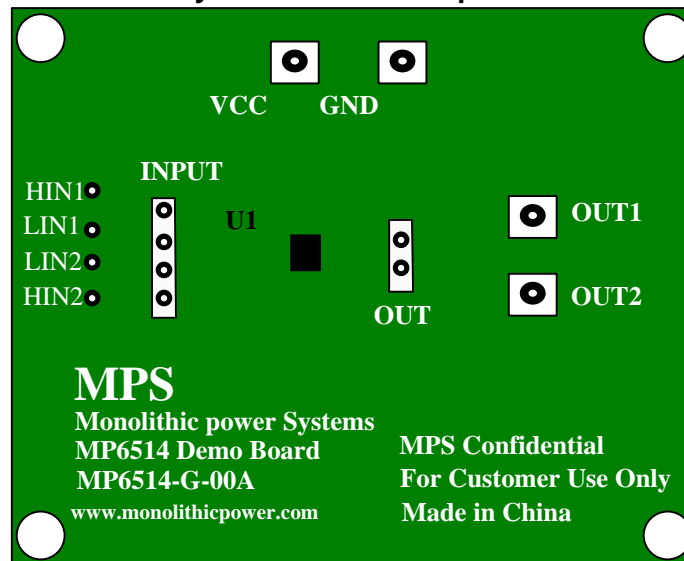 VCC
GND
INPUT
HIN1
LIN1
LIN2
HIN2
U1
OUT
OUT1
OUT2
MPS
Monolithic power Systems
MP6514 Demo Board
MP6514-G-00A
www.monolithicpower.com
MPS Confidential
For Customer Use Only
Made in China